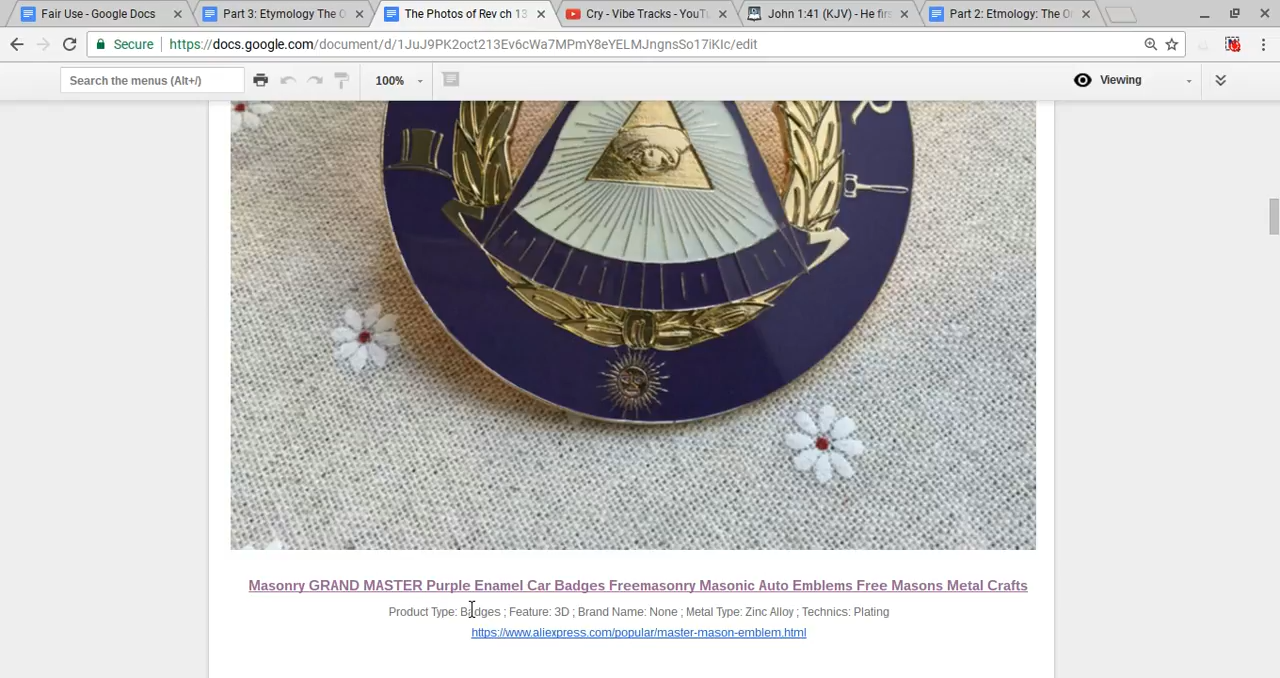 Fair Use - Google Docs
Part 3: Etymology The O
The Photos of Rev ch 13
Cry - Vibe Tracks - YouTu
John 1:41 (KJV) - He firs
Part 2: Etmology: The Or
Secure
https://docs.google.com/document/d/1JuJ9PK2oct213Ev6cWa7MPmY8eYELMJngnsSo17iKIc/edit
Search the menus (Alt+/)
100%
Viewing
Masonry GRAND MASTER Purple Enamel Car Badges Freemasonry Masonic Auto Emblems Free Masons Metal Crafts
Product Type: Badges ; Feature: 3D ; Brand Name: None ; Metal Type: Zinc Alloy ; Technics: Plating
https://www.aliexpress.com/popular/master-mason-emblem.html